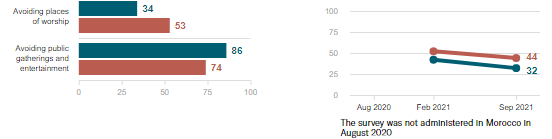 Avoiding places
of worship
34
53
Avoiding public
gatherings and
entertainment
86
74
0 25 50 75 100
100
75
50
25
0
44
32
Aug 2020 Feb 2021 Sep 2021
The survey was not administered in Morocco in
August 2020